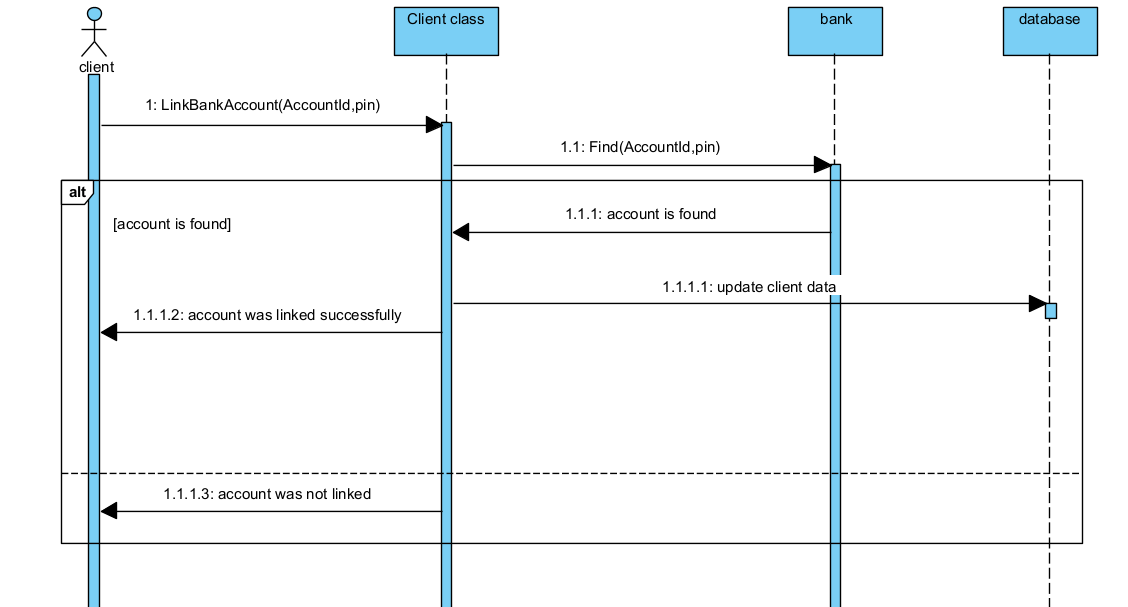 client
Client class
bank
database
1: LinkBankAccount(AccountId,pin)
1.1: Find(AccountId,pin)
alt
[account is found]
1.1.1: account is found
1.1.1.1: update client data
1.1.1.2: account was linked successfully
1.1.1.3: account was not linked